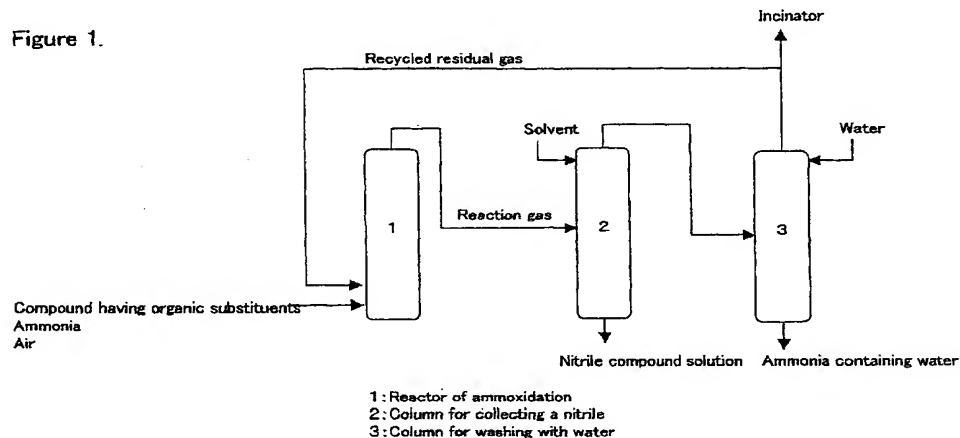 Figure 1.
Incinator
Recycled residual gas
Solvent
Water
Reaction gas
1
2
3
Compound having organic substituents
Ammonia
Air
Nitrile compound solution
Ammonia containing water
1:Reactor of ammoxidation
2:Column for collecting a nitrile
3:Column for washing with water